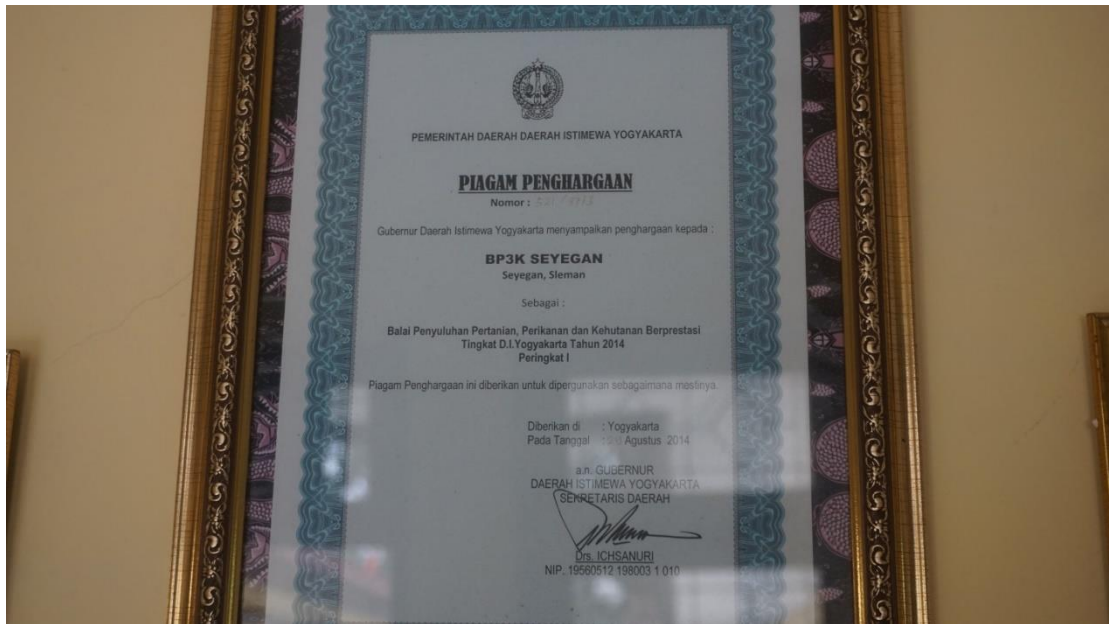 PEMERINTAH DAERAH DAERAH ISTIMEWA YOGYAKARTA
PIAGAM PENGHARGAAN
Nomor :
Gubernur Daerah Istimewa Yogyakarta menyampaikan penghargaan kepada :
BP3K SEYEGAN
Seyegan, Sleman
Sebagai :
Balai Penyuluhan Pertanian, Perikanan dan Kehutanan Berprestasi
Tingkat D.I.Yogyakarta Tahun 2014
Peringkat I
Piagam Penghargaan ini diberikan untuk dipergunakan sebagaimana mestinya.
Diberikan di : Yogyakarta
Pada Tanggal : Agustus 2014
a.n. GUBERNUR
DAERAH ISTIMEWA YOGYAKARTA
SEKRETARIS DAERAH
Drs. ICHSANURI
NIP. 19560512 198003 1 010